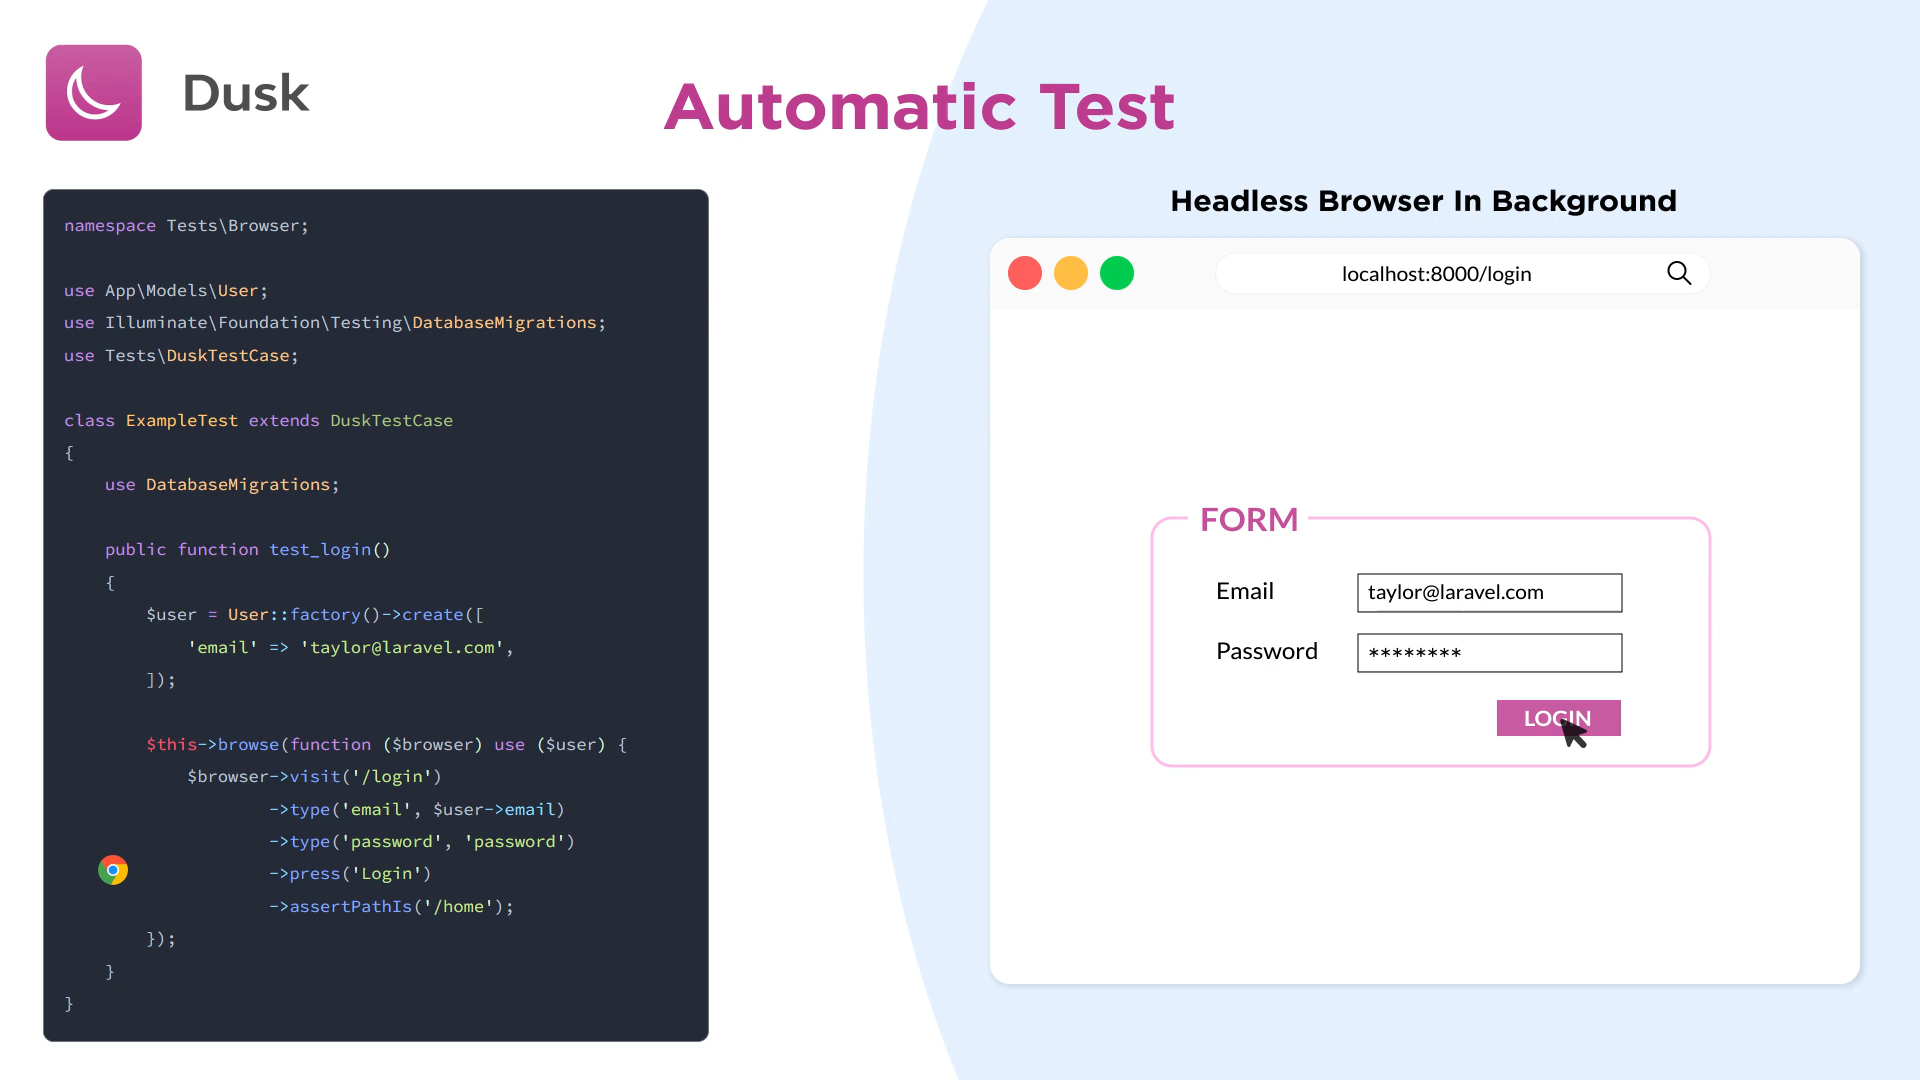 Dusk
Automatic Test
namespace Tests\Browser;
use App\Models\User;
use Illuminate\Foundation\Testing\DatabaseMigrations;
use Tests\DuskTestCase;
class ExampleTest extends DuskTestCase
{
    use DatabaseMigrations;
    public function test_login()
    {
        $user = User::factory()->create([
            'email' => 'taylor@laravel.com',
        ]);
        $this->browse(function ($browser) use ($user) {
            $browser->visit('/login')
                    ->type('email', $user->email)
                    ->type('password', 'password')
                    ->press('Login')
                    ->assertPathIs('/home');
        });
    }
}
Headless Browser In Background
localhost:8000/login
FORM
Email taylor@laravel.com
Password ********
LOGIN